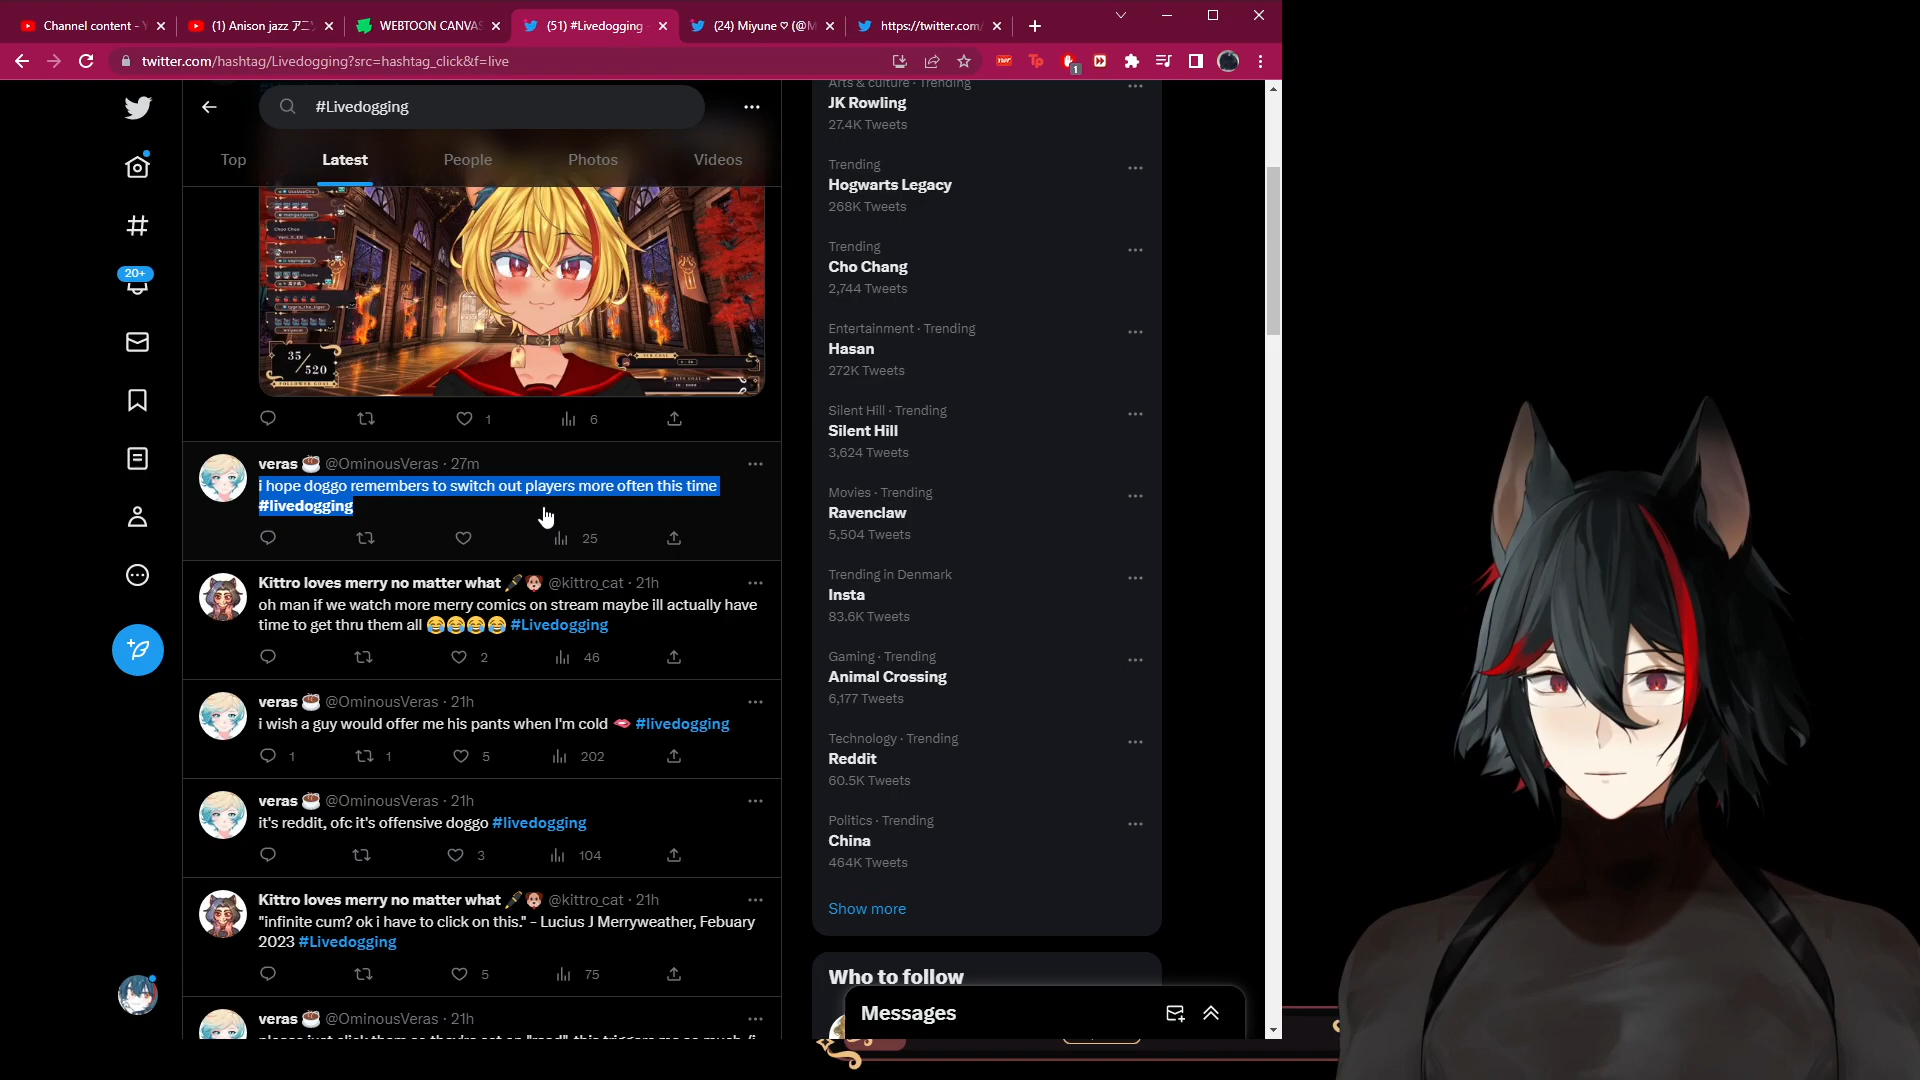 Channel content - Y
(1) Anison jazz アニ
WEBTOON CANVAS
(51) #Livedogging
(24) Miyune ♡ (@M
https://twitter.com/
twitter.com/hashtag/Livedogging?src=hashtag_click&f=live
#Livedogging
Top
Latest
People
Photos
Videos
20+
35/520
FOLLOWER GOAL
1
6
veras @OminousVeras · 27m
i hope doggo remembers to switch out players more often this time
#livedogging
25
Kittro loves merry no matter what @kittro_cat · 21h
oh man if we watch more merry comics on stream maybe ill actually have
time to get thru them all 😂😂😂😂 #Livedogging
2
46
veras @OminousVeras · 21h
i wish a guy would offer me his pants when I'm cold 🫦 #livedogging
1
1
5
202
veras @OminousVeras · 21h
it's reddit, ofc it's offensive doggo #livedogging
3
104
Kittro loves merry no matter what @kittro_cat · 21h
"infinite cum? ok i have to click on this." - Lucius J Merryweather, Febuary
2023 #Livedogging
5
75
veras @OminousVeras · 21h
Arts & culture · Trending
JK Rowling
27.4K Tweets
Trending
Hogwarts Legacy
268K Tweets
Trending
Cho Chang
2,744 Tweets
Entertainment · Trending
Hasan
272K Tweets
Silent Hill · Trending
Silent Hill
3,624 Tweets
Movies · Trending
Ravenclaw
5,504 Tweets
Trending in Denmark
Insta
83.6K Tweets
Gaming · Trending
Animal Crossing
6,177 Tweets
Technology · Trending
Reddit
60.5K Tweets
Politics · Trending
China
464K Tweets
Show more
Who to follow
Messages